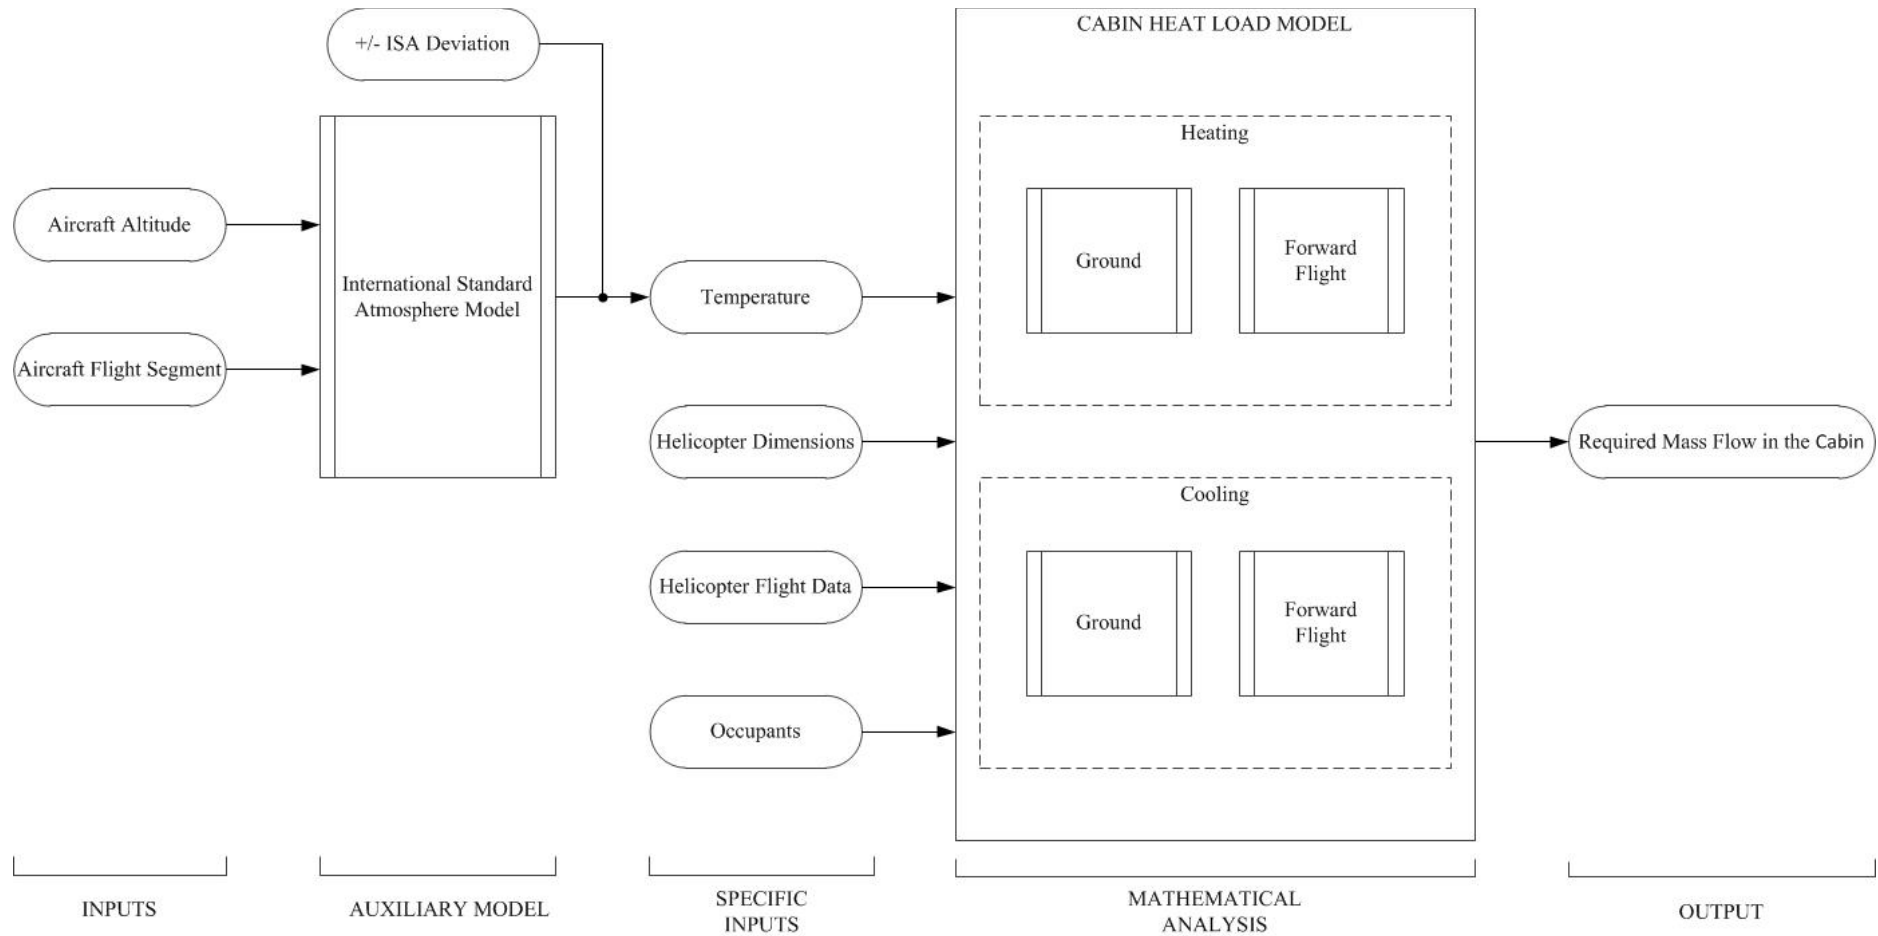 +/- ISA Deviation
CABIN HEAT LOAD MODEL
Heating
Aircraft Altitude
International Standard
Atmosphere Model
Aircraft Flight Segment
Temperature
Ground
Forward
Flight
Helicopter Dimensions
Required Mass Flow in the Cabin
Cooling
Helicopter Flight Data
Ground
Forward
Flight
Occupants
INPUTS
AUXILIARY MODEL
SPECIFIC
INPUTS
MATHEMATICAL
ANALYSIS
OUTPUT